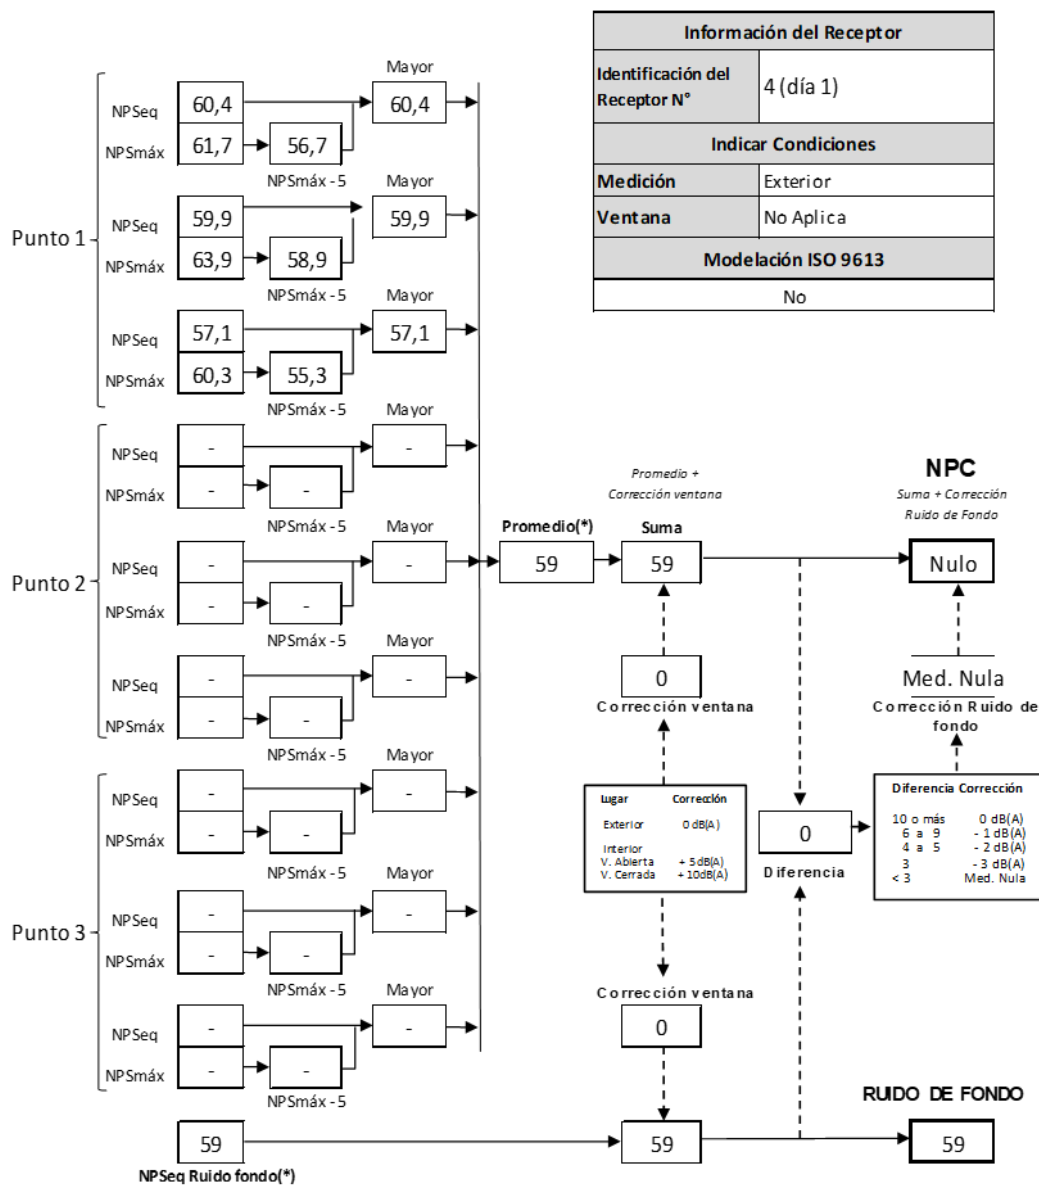 Información del Receptor
Identificación del Receptor N° 4 (día 1)
Indicar Condiciones
Medición Exterior
Ventana No Aplica
Modelación ISO 9613
No
Punto 1
Mayor
NPSeq 60,4 60,4
NPSmáx 61,7 56,7
NPSmáx - 5
Mayor
NPSeq 59,9 59,9
NPSmáx 63,9 58,9
NPSmáx - 5
Mayor
NPSeq 57,1 57,1
NPSmáx 60,3 55,3
NPSmáx - 5
Punto 2
Mayor
NPSeq - -
NPSmáx - -
NPSmáx - 5
Mayor
NPSeq - -
NPSmáx - -
NPSmáx - 5
Mayor
NPSeq - -
NPSmáx - -
NPSmáx - 5
Punto 3
Mayor
NPSeq - -
NPSmáx - -
NPSmáx - 5
Mayor
NPSeq - -
NPSmáx - -
NPSmáx - 5
Mayor
NPSeq - -
NPSmáx - -
NPSmáx - 5
Promedio(*)
59
Promedio +
Corrección ventana
Suma
59
0
Corrección ventana
Lugar Corrección
Exterior 0 dB(A)
Interior
V. Abierta + 5dB(A)
V. Cerrada + 10dB(A)
Corrección ventana
0
NPC
Suma + Corrección
Ruido de Fondo
Nulo
Med. Nula
Corrección Ruido de
fondo
0
Diferencia
Diferencia Corrección
10 o más 0 dB(A)
6 a 9 - 1 dB(A)
4 a 5 - 2 dB(A)
3 - 3 dB(A)
< 3 Med. Nula
RUIDO DE FONDO
59 59 59
NPSeq Ruido fondo(*)